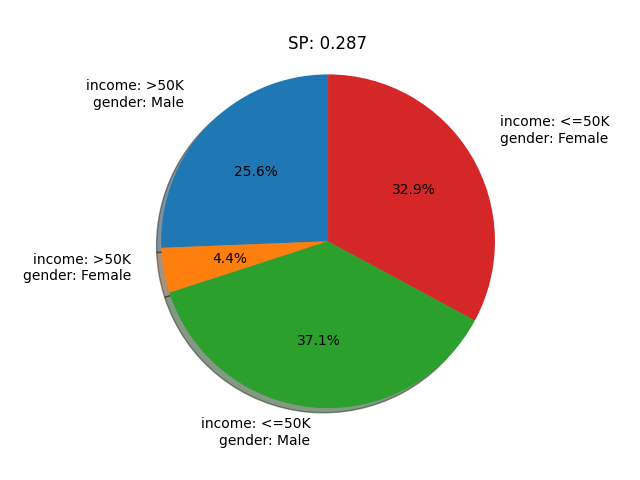 SP: 0.287
income: >50K
gender: Male
income: <=50K
gender: Female
25.6%
32.9%
income: >50K
gender: Female
4.4%
37.1%
income: <=50K
gender: Male